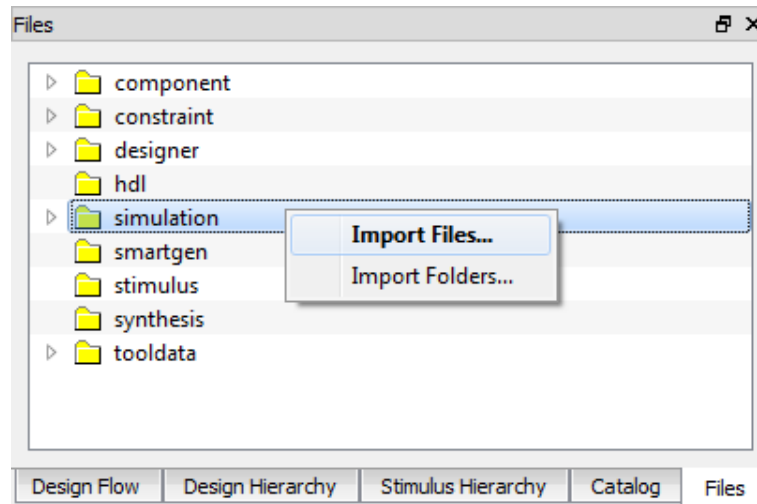 Files
component
constraint
designer
hdl
simulation
Import Files...
smartgen
Import Folders...
stimulus
synthesis
tooldata
Design Flow Design Hierarchy Stimulus Hierarchy Catalog Files